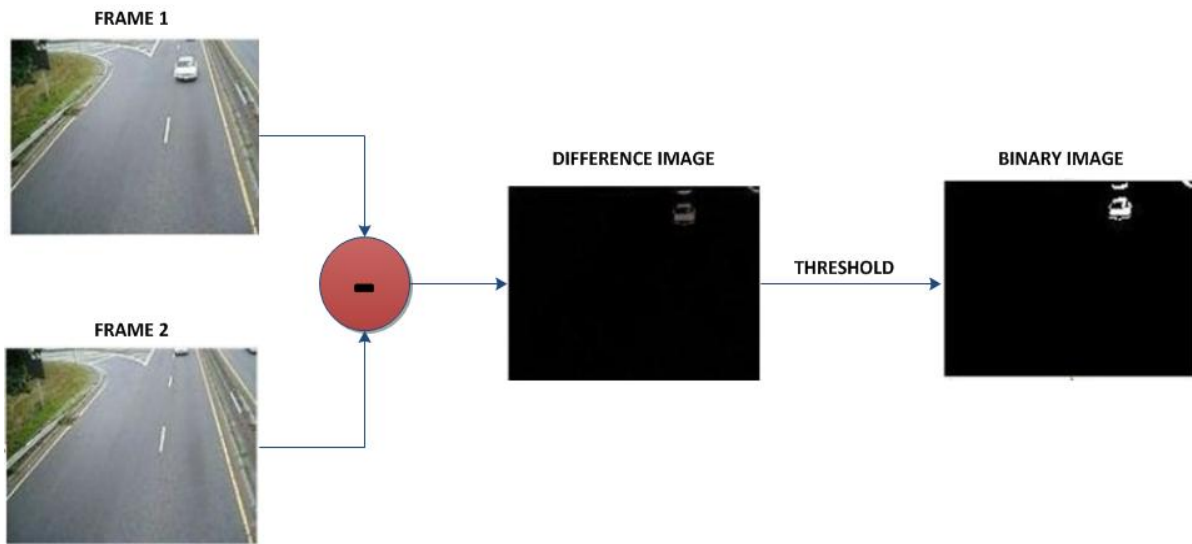 FRAME 1
DIFFERENCE IMAGE
BINARY IMAGE
-
THRESHOLD
FRAME 2